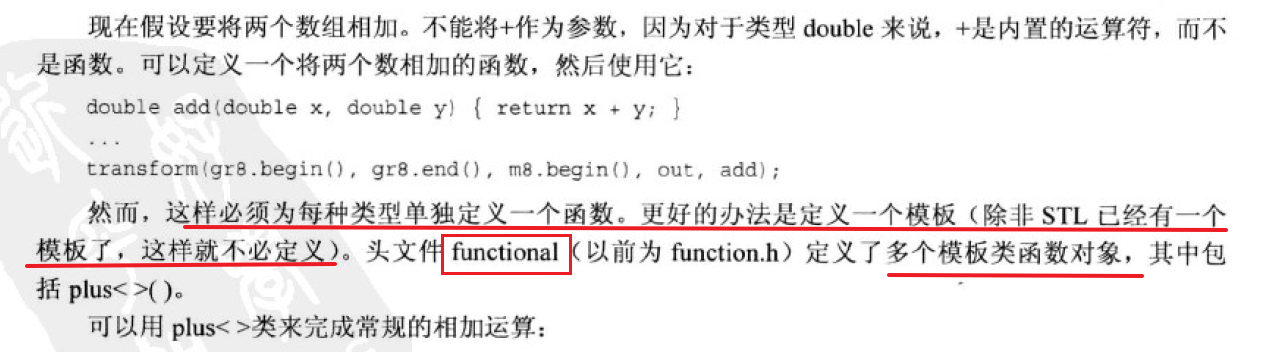 现在假设要将两个数组相加。不能将+作为参数，因为对于类型 double 来说，+是内置的运算符，而不
是函数。可以定义一个将两个数相加的函数，然后使用它：
double add(double x, double y) { return x + y; }
...
transform(gr8.begin(), gr8.end(), m8.begin(), out, add);
然而，这样必须为每种类型单独定义一个函数。更好的办法是定义一个模板（除非 STL 已经有一个
模板了，这样就不必定义）。头文件 functional（以前为 function.h）定义了多个模板类函数对象，其中包
括 plus< >( )。
可以用 plus< >类来完成常规的相加运算：